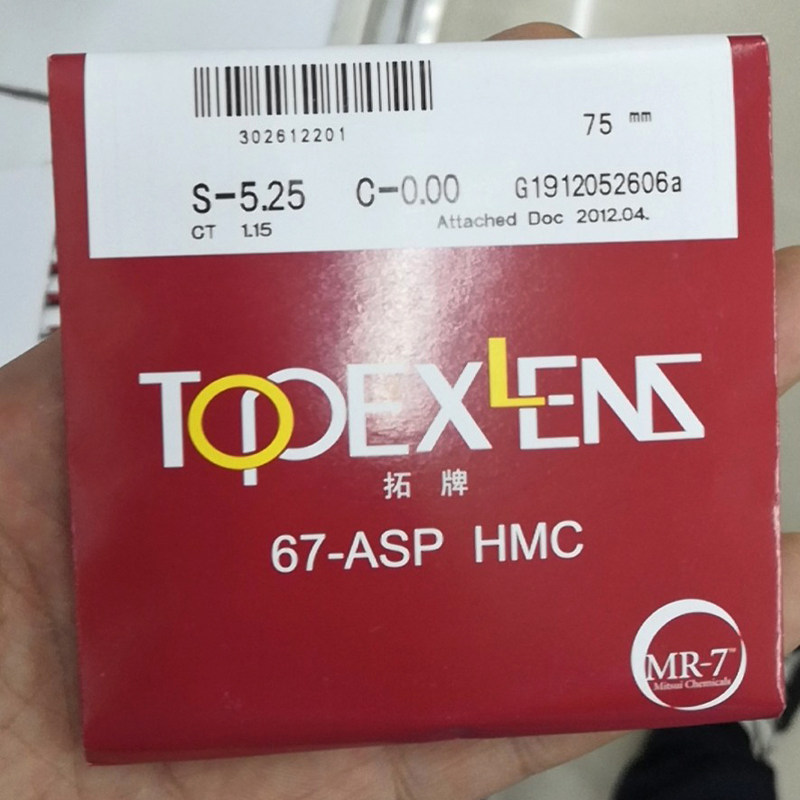 302612201
75 mm
S-5.25 C-0.00 G1912052606a
CT 1.15 Attached Doc 2012.04.
TOPEXLENS
拓牌
67-ASP HMC
MR-7™
Mitsui Chemicals